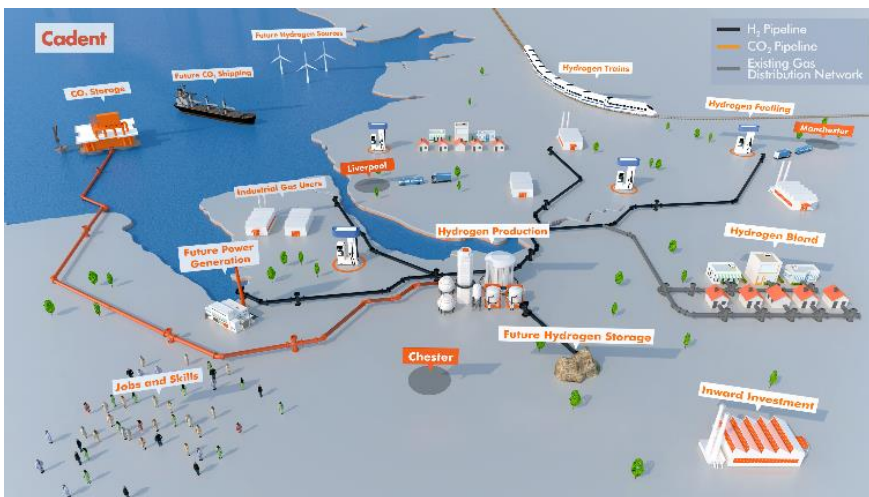 Cadent
Future Hydrogen Sources
H₂ Pipeline
CO₂ Pipeline
Existing Gas
Distribution Network
Future CO₂ Shipping
Hydrogen Trains
CO₂ Storage
Hydrogen Fuelling
Manchester
Liverpool
Industrial Gas Users
Hydrogen Production
Hydrogen Blend
Future Power
Generation
Future Hydrogen Storage
Chester
Jobs and Skills
Inward Investment